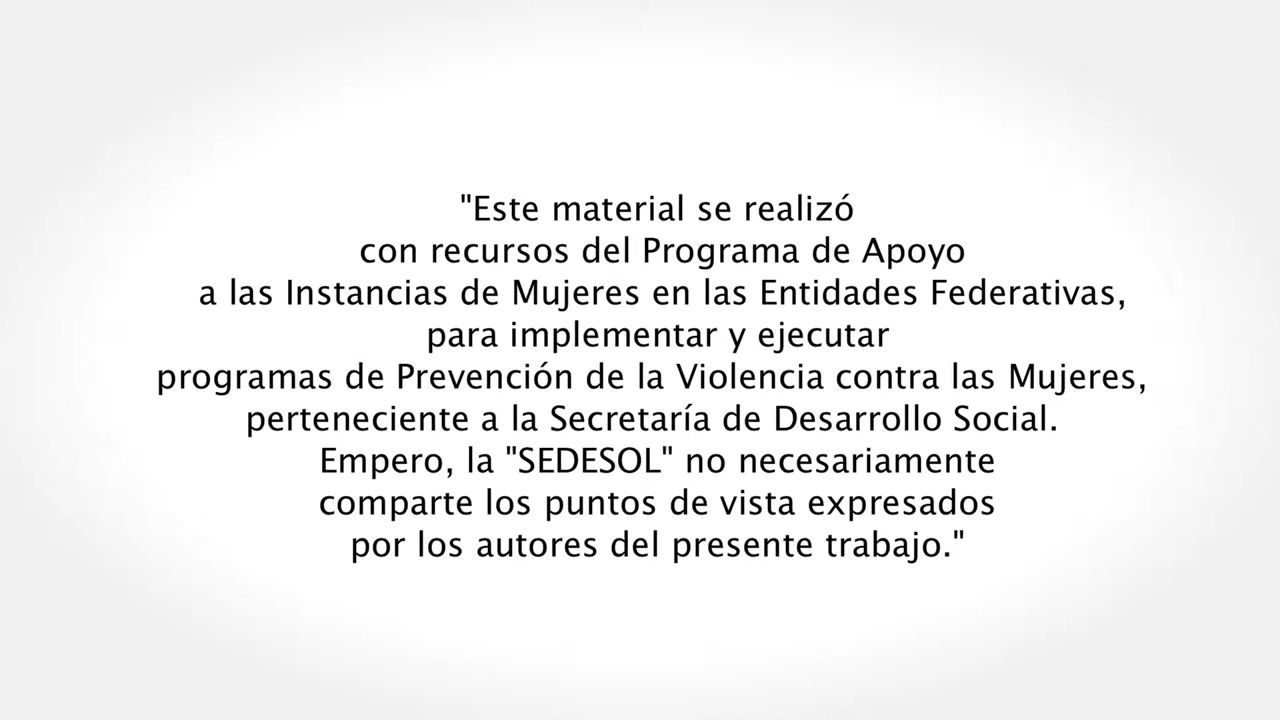 "Este material se realizó
con recursos del Programa de Apoyo
a las Instancias de Mujeres en las Entidades Federativas,
para implementar y ejecutar
programas de Prevención de la Violencia contra las Mujeres,
perteneciente a la Secretaría de Desarrollo Social.
Empero, la "SEDESOL" no necesariamente
comparte los puntos de vista expresados
por los autores del presente trabajo."